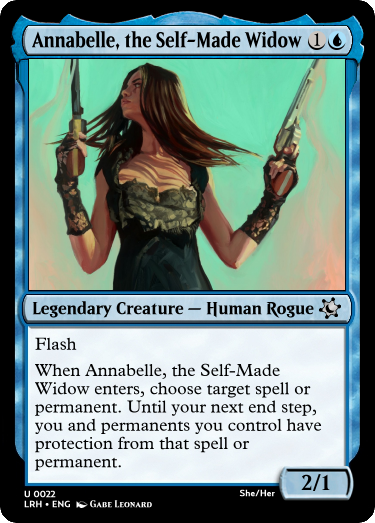 Annabelle, the Self-Made Widow 1
Legendary Creature — Human Rogue
Flash
When Annabelle, the Self-Made
Widow enters, choose target spell or
permanent. Until your next end step,
you and permanents you control have
protection from that spell or
permanent.
2/1
U 0022
She/Her
LRH • ENG Gabe Leonard